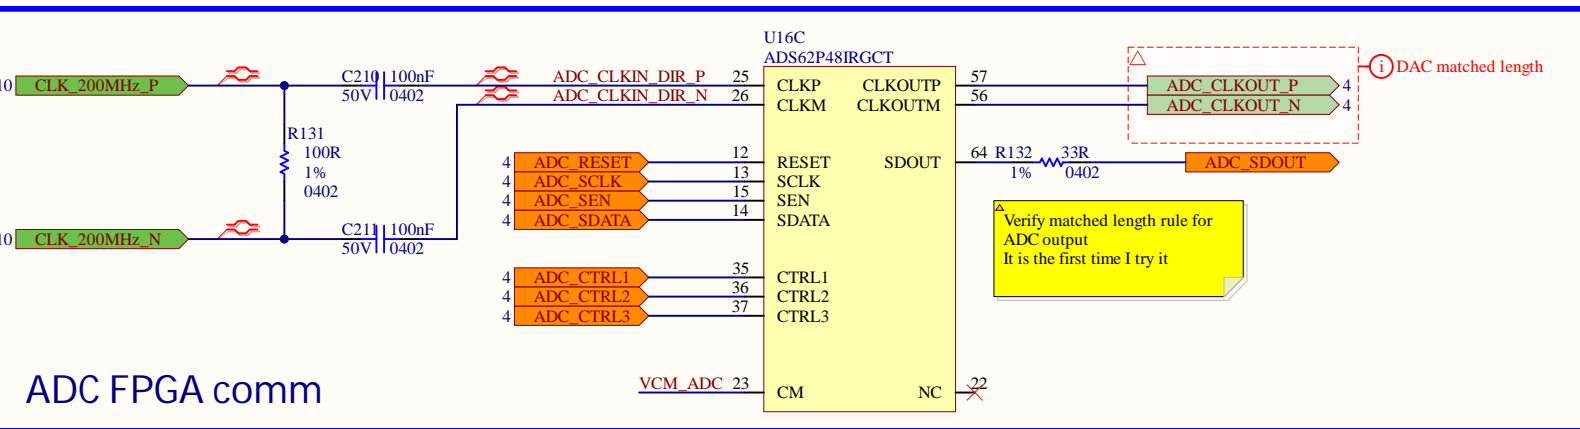 U16C
ADS62P48IRGCT
10 CLK_200MHz_P
C210 100nF
50V 0402
ADC_CLKIN_DIR_P 25 CLKP
ADC_CLKIN_DIR_N 26 CLKM
CLKOUTP 57 ADC_CLKOUT_P 4
CLKOUTM 56 ADC_CLKOUT_N 4
i DAC matched length
R131
100R
1%
0402
4 ADC_RESET 12 RESET
4 ADC_SCLK 13 SCLK
4 ADC_SEN 15 SEN
4 ADC_SDATA 14 SDATA
SDOUT 64 R132 33R ADC_SDOUT
1% 0402
10 CLK_200MHz_N
C211 100nF
50V 0402
Verify matched length rule for
ADC output
It is the first time I try it
4 ADC_CTRL1 35 CTRL1
4 ADC_CTRL2 36 CTRL2
4 ADC_CTRL3 37 CTRL3
VCM_ADC 23 CM
NC 22
ADC FPGA comm